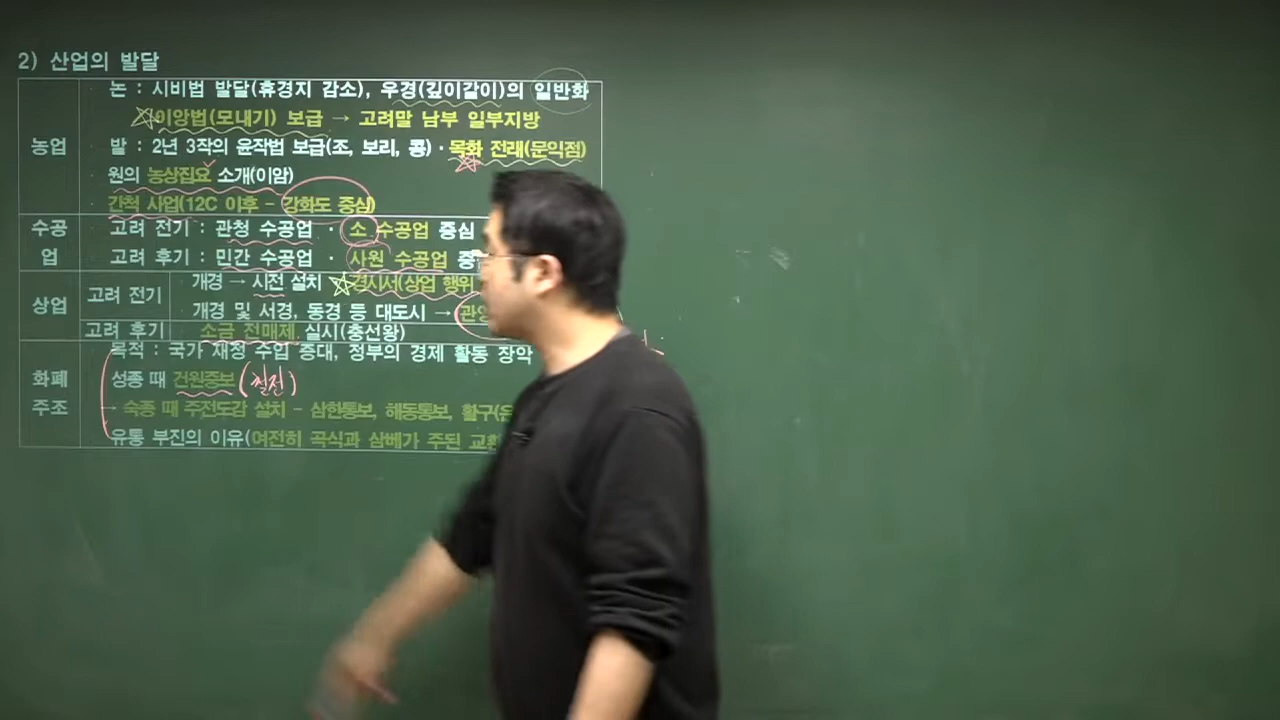 2) 산업의 발달
논 : 시비법 발달(휴경지 감소), 우경(깊이갈이)의 일반화
이앙법(모내기) 보급 → 고려말 남부 일부지방
농업
밭 : 2년 3작의 윤작법 보급(조, 보리, 콩) · 목화 전래(문익점)
원의 농상집요 소개(이암)
간척 사업(12C 이후 - 강화도 중심)
수공업
고려 전기 : 관청 수공업 · 소 수공업 중심
고려 후기 : 민간 수공업 · 사원 수공업
상업
고려 전기
개경 → 시전 설치
경시서(상업 행위
개경 및 서경, 동경 등 대도시 →
고려 후기
소금 전매제 실시(충선왕)
화폐
주조
목적 : 국가 재정 수입 증대, 정부의 경제 활동 장악
성종 때 건원중보 (철전)
→ 숙종 때 주전도감 설치 - 삼한통보, 해동통보, 활구(은
유통 부진의 이유(여전히 곡식과 삼베가 주된 교환